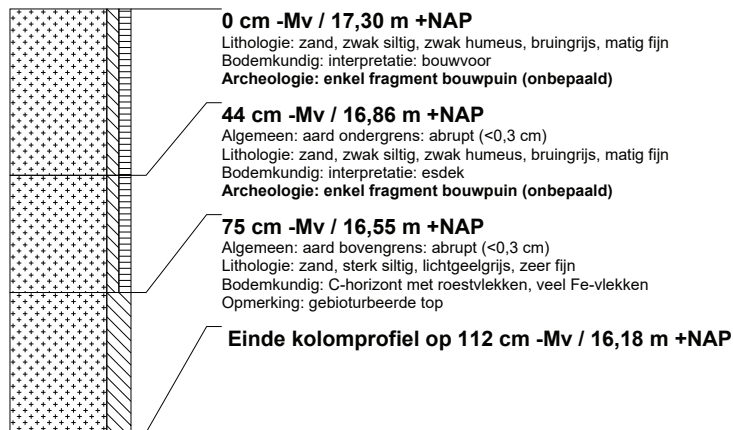 0 cm -Mv / 17,30 m +NAP
Lithologie: zand, zwak siltig, zwak humeus, bruingrijs, matig fijn
Bodemkundig: interpretatie: bouwvoor
Archeologie: enkel fragment bouwpuin (onbepaald)
44 cm -Mv / 16,86 m +NAP
Algemeen: aard ondergrens: abrupt (<0,3 cm)
Lithologie: zand, zwak siltig, zwak humeus, bruingrijs, matig fijn
Bodemkundig: interpretatie: esdek
Archeologie: enkel fragment bouwpuin (onbepaald)
75 cm -Mv / 16,55 m +NAP
Algemeen: aard bovengrens: abrupt (<0,3 cm)
Lithologie: zand, sterk siltig, lichtgeelgrijs, zeer fijn
Bodemkundig: C-horizont met roestvlekken, veel Fe-vlekken
Opmerking: gebioturbeerde top
Einde kolomprofiel op 112 cm -Mv / 16,18 m +NAP